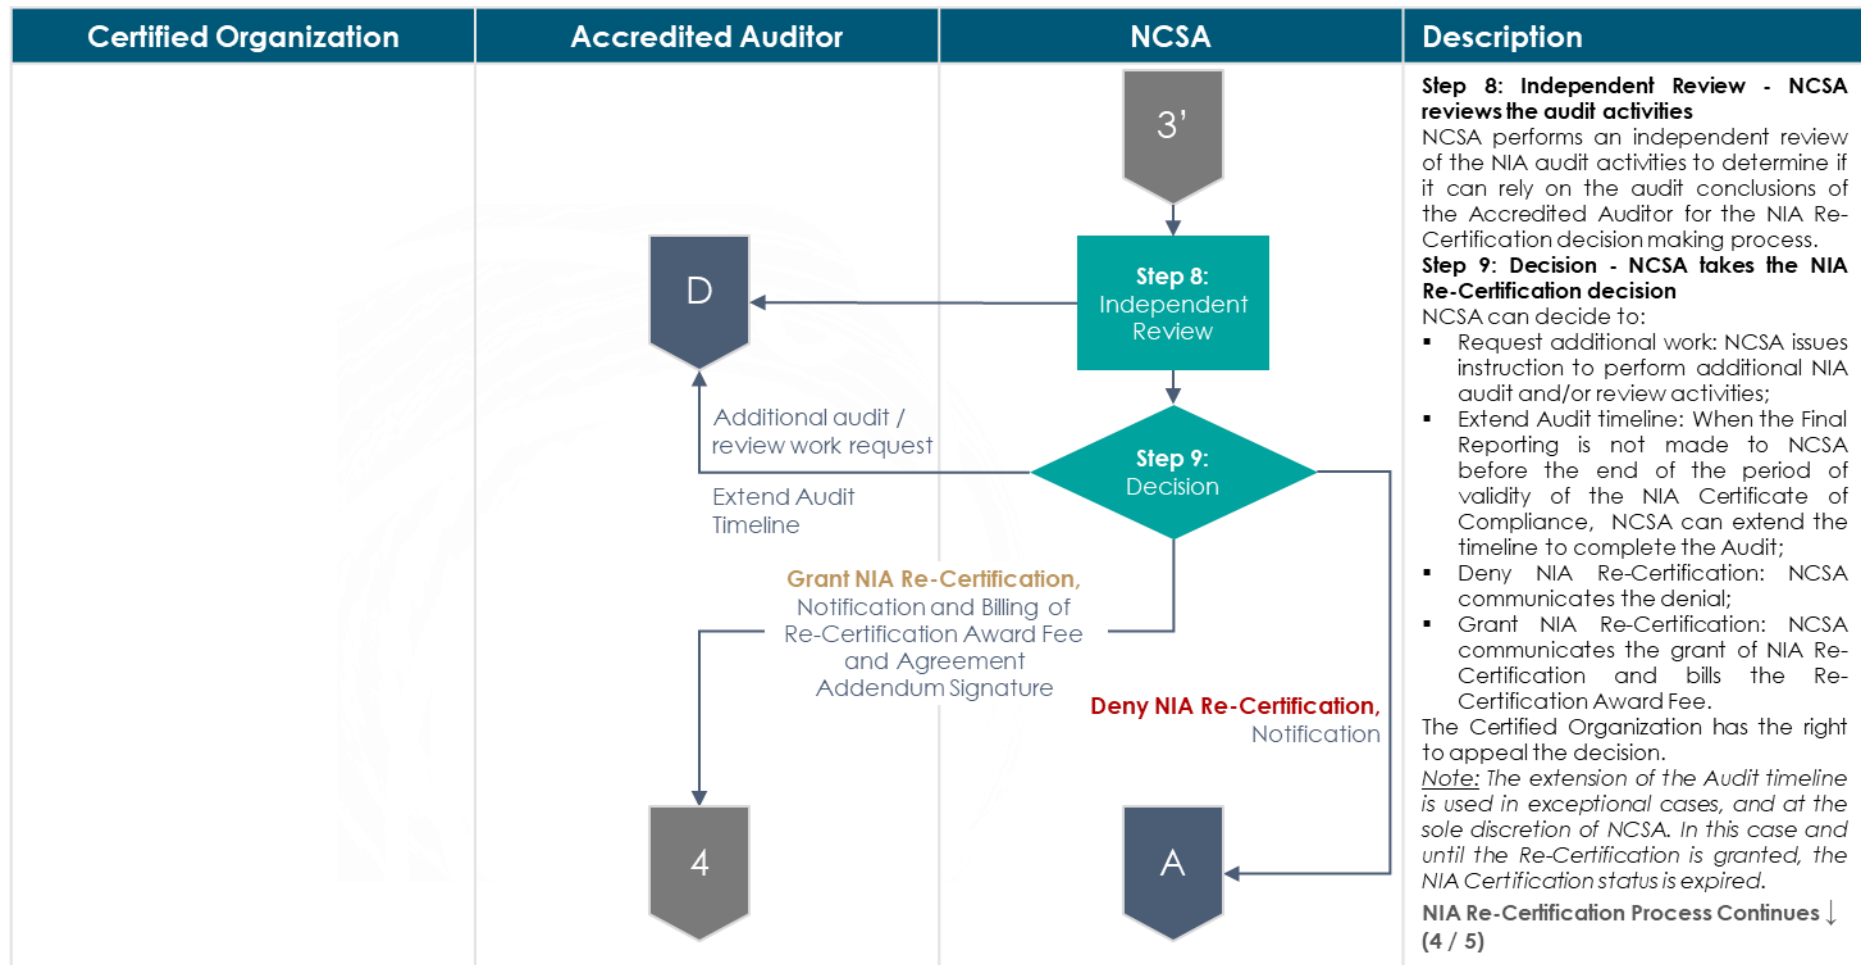 Certified Organization
Accredited Auditor
NCSA
Description
3’
Step 8:
Independent
Review
D
Additional audit /
review work request
Extend Audit
Timeline
Step 9:
Decision
Grant NIA Re-Certification,
Notification and Billing of
Re-Certification Award Fee
and Agreement
Addendum Signature
Deny NIA Re-Certification,
Notification
4
A
Step 8: Independent Review - NCSA
reviews the audit activities
NCSA performs an independent review
of the NIA audit activities to determine if
it can rely on the audit conclusions of
the Accredited Auditor for the NIA Re-
Certification decision making process.
Step 9: Decision - NCSA takes the NIA
Re-Certification decision
NCSA can decide to:
▪ Request additional work: NCSA issues
instruction to perform additional NIA
audit and/or review activities;
▪ Extend Audit timeline: When the Final
Reporting is not made to NCSA
before the end of the period of
validity of the NIA Certificate of
Compliance, NCSA can extend the
timeline to complete the Audit;
▪ Deny NIA Re-Certification: NCSA
communicates the denial;
▪ Grant NIA Re-Certification: NCSA
communicates the grant of NIA Re-
Certification and bills the Re-
Certification Award Fee.
The Certified Organization has the right
to appeal the decision.
Note: The extension of the Audit timeline
is used in exceptional cases, and at the
sole discretion of NCSA. In this case and
until the Re-Certification is granted, the
NIA Certification status is expired.
NIA Re-Certification Process Continues ↓
(4 / 5)